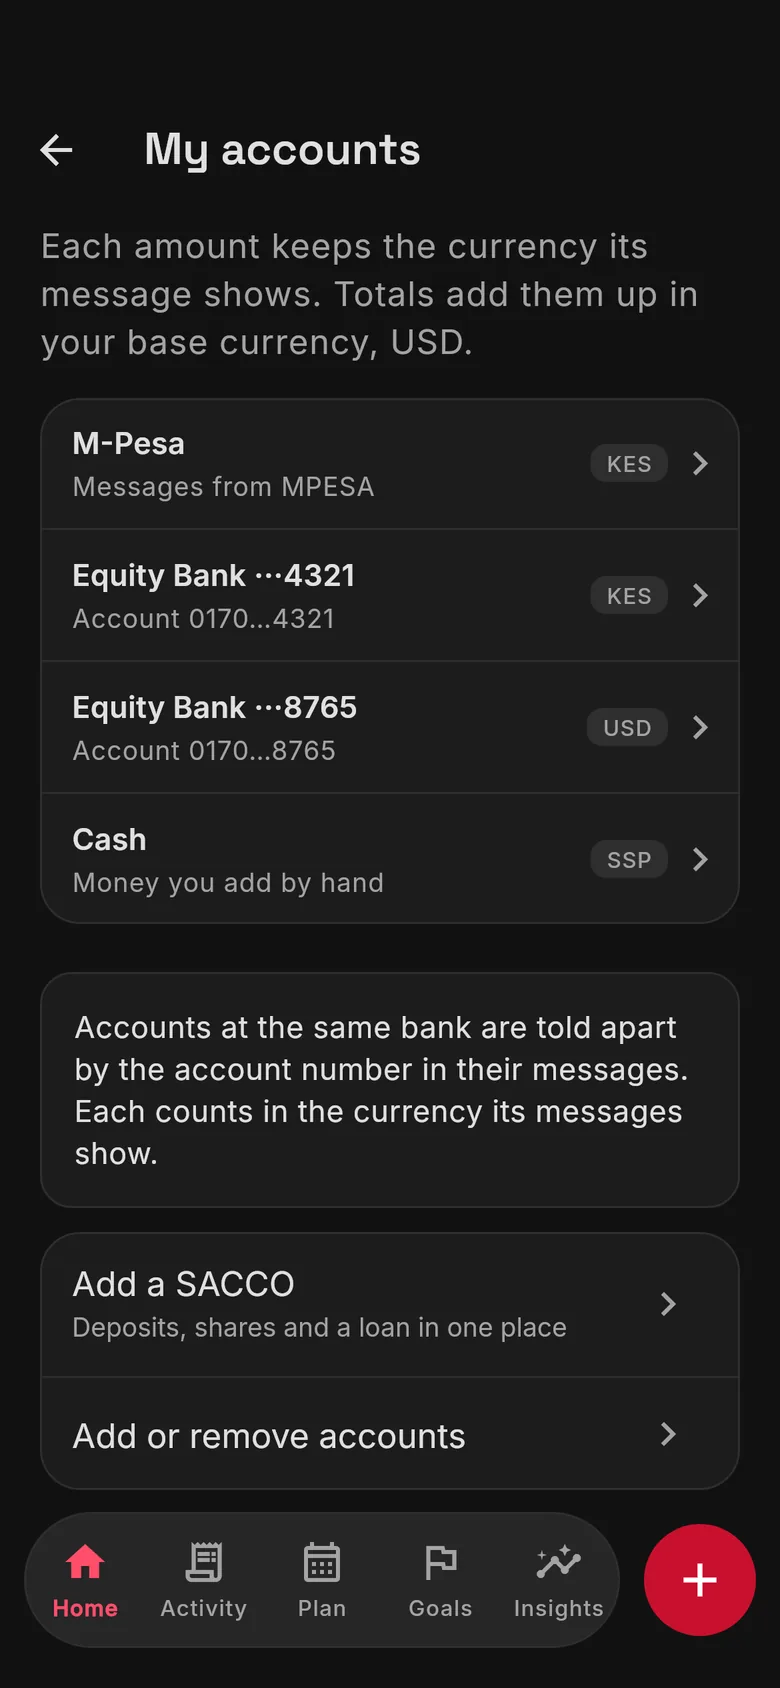 My accounts
Each amount keeps the currency its
message shows. Totals add them up in
your base currency, USD.
M-Pesa
Messages from MPESA
KES
Equity Bank ···4321
Account 0170...4321
KES
Equity Bank ···8765
Account 0170...8765
USD
Cash
Money you add by hand
SSP
Accounts at the same bank are told apart
by the account number in their messages.
Each counts in the currency its messages
show.
Add a SACCO
Deposits, shares and a loan in one place
Add or remove accounts
Home
Activity
Plan
Goals
Insights